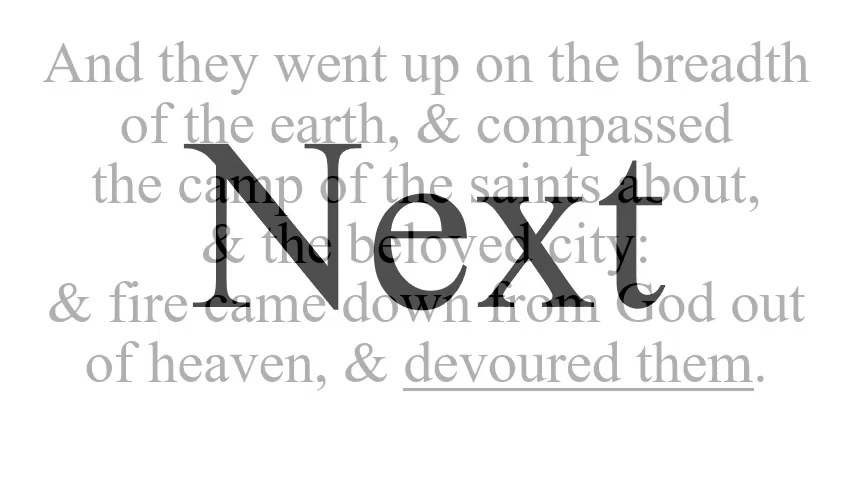 And they went up on the breadth
of the earth, & compassed
the camp of the saints about,
& the beloved city:
& fire came down from God out
of heaven, & devoured them.
Next